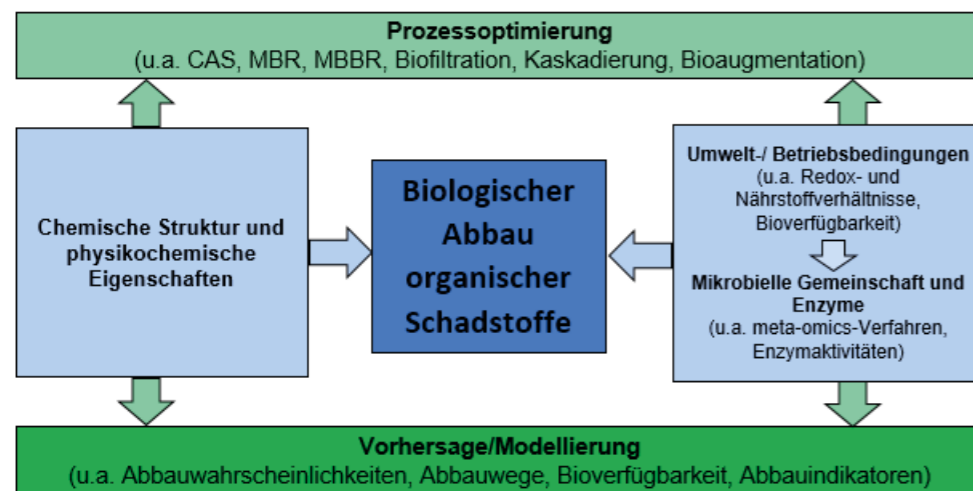 Prozessoptimierung
(u.a. CAS, MBR, MBBR, Biofiltration, Kaskadierung, Bioaugmentation)
Chemische Struktur und
physikochemische
Eigenschaften
Biologischer
Abbau
organischer
Schadstoffe
Umwelt-/ Betriebsbedingungen
(u.a. Redox- und
Nährstoffverhältnisse,
Bioverfügbarkeit)
Mikrobielle Gemeinschaft und
Enzyme
(u.a. meta-omics-Verfahren,
Enzymaktivitäten)
Vorhersage/Modellierung
(u.a. Abbauwahrscheinlichkeiten, Abbauwege, Bioverfügbarkeit, Abbauindikatoren)